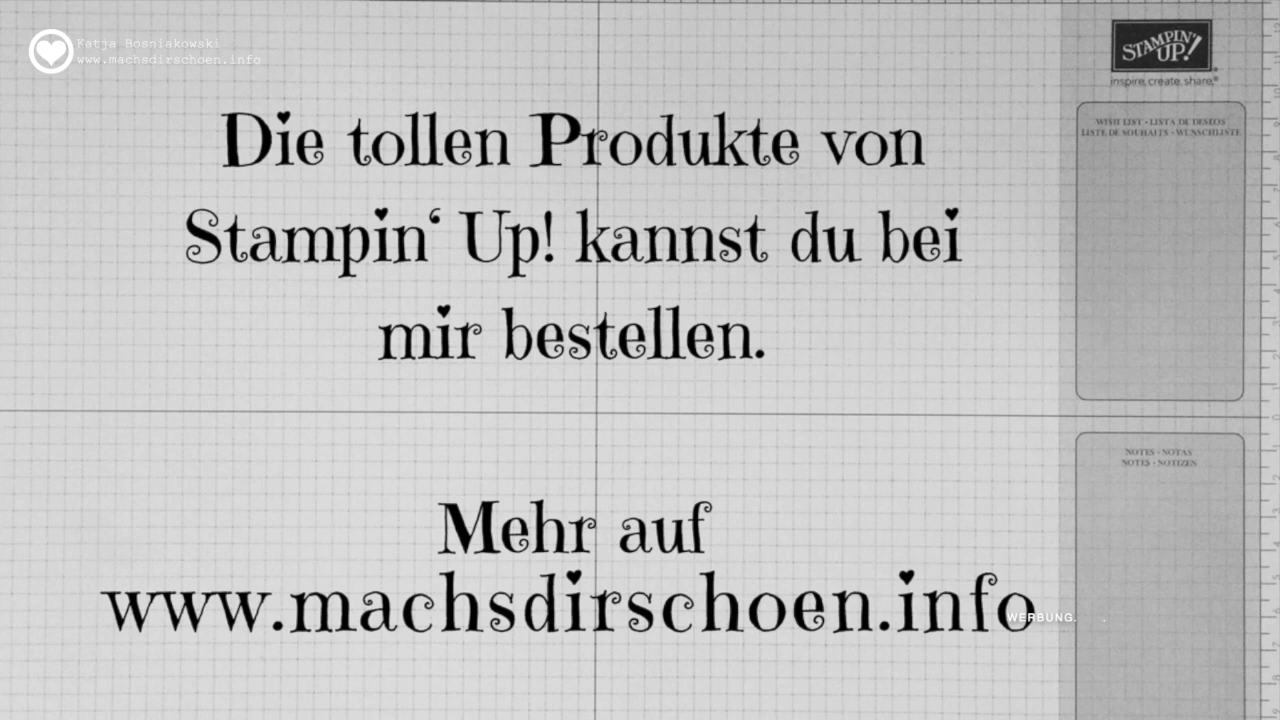 Katja Bosniakowski
www.machsdirschoen.info
STAMPIN' UP!®
inspire. create. share.®
Die tollen Produkte von
Stampin‘ Up! kannst du bei
mir bestellen.
WISH LIST • LISTA DE DESEOS
LISTE DE SOUHAITS • WUNSCHLISTE
NOTES • NOTAS
NOTES • NOTIZEN
Mehr auf
www.machsdirschoen.info
WERBUNG.